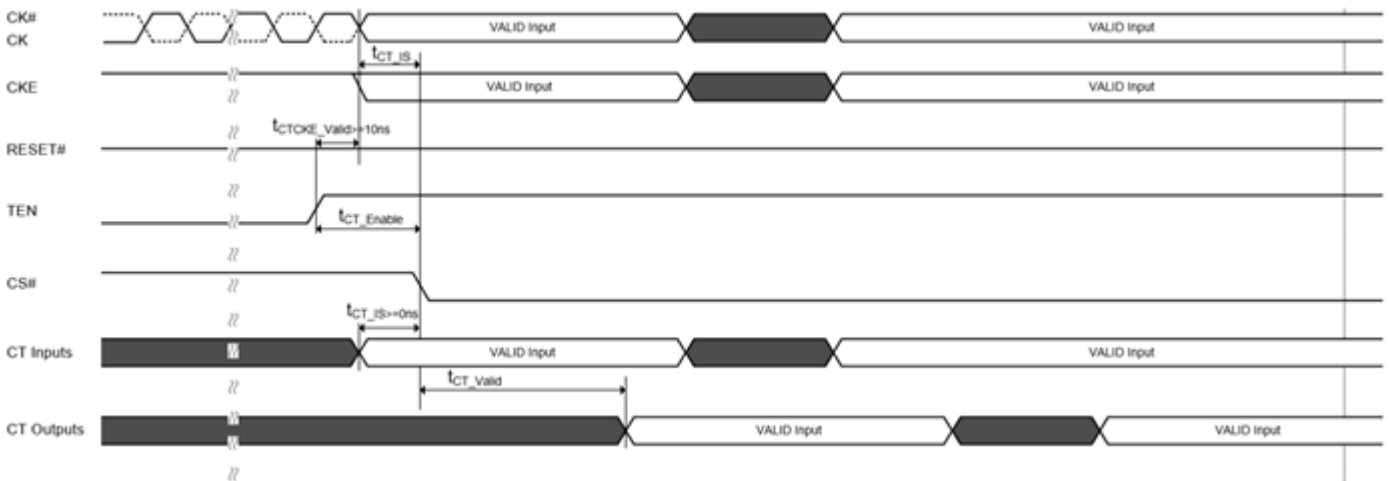 CK#
CK
VALID Input
VALID Input
tCT_IS
CKE
VALID Input
VALID Input
tCTCKE_Valid>=10ns
RESET#
TEN
tCT_Enable
CS#
tCT_IS>=0ns
CT Inputs
VALID Input
VALID Input
tCT_Valid
CT Outputs
VALID Input
VALID Input